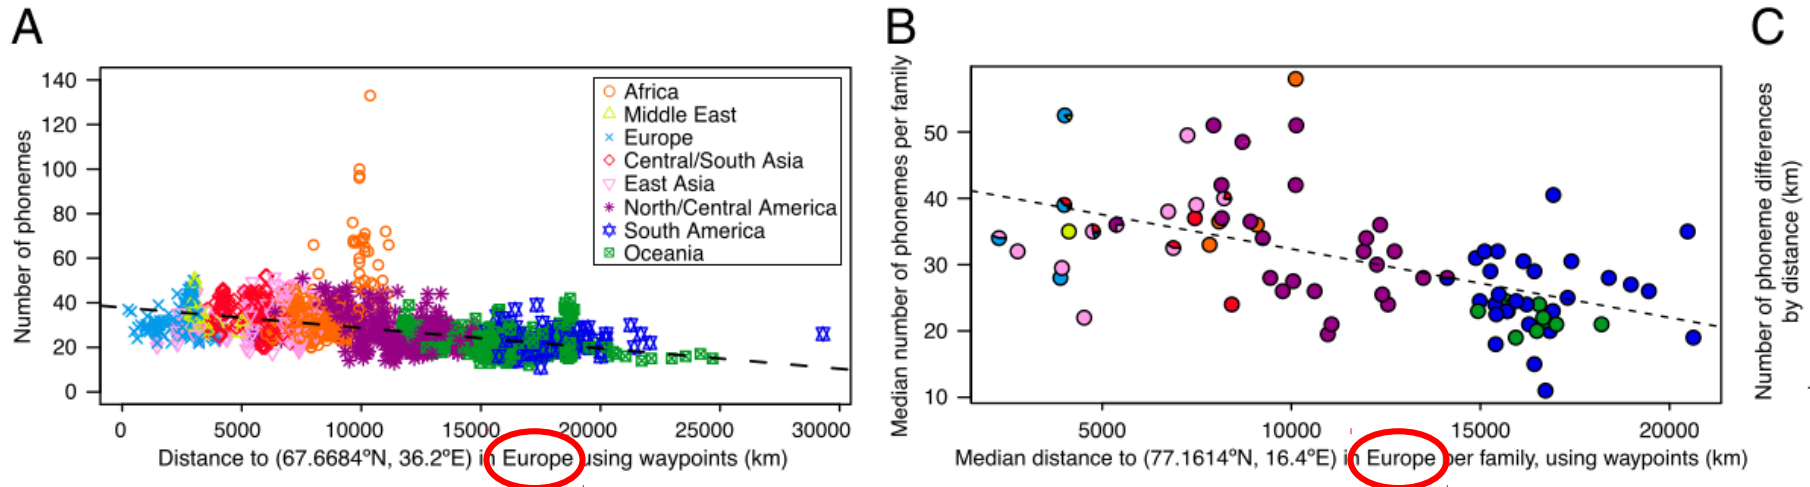 A
Number of phonemes
140
120
100
80
60
40
20
0
Africa
Middle East
Europe
Central/South Asia
East Asia
North/Central America
South America
Oceania
0 5000 10000 15000 20000 25000 30000
Distance to (67.6684ºN, 36.2ºE) in Europe using waypoints (km)
B
Median number of phonemes per family
50
40
30
20
10
5000 10000 15000 20000
Median distance to (77.1614ºN, 16.4ºE) in Europe per family, using waypoints (km)
C
Number of phoneme differences
by distance (km)